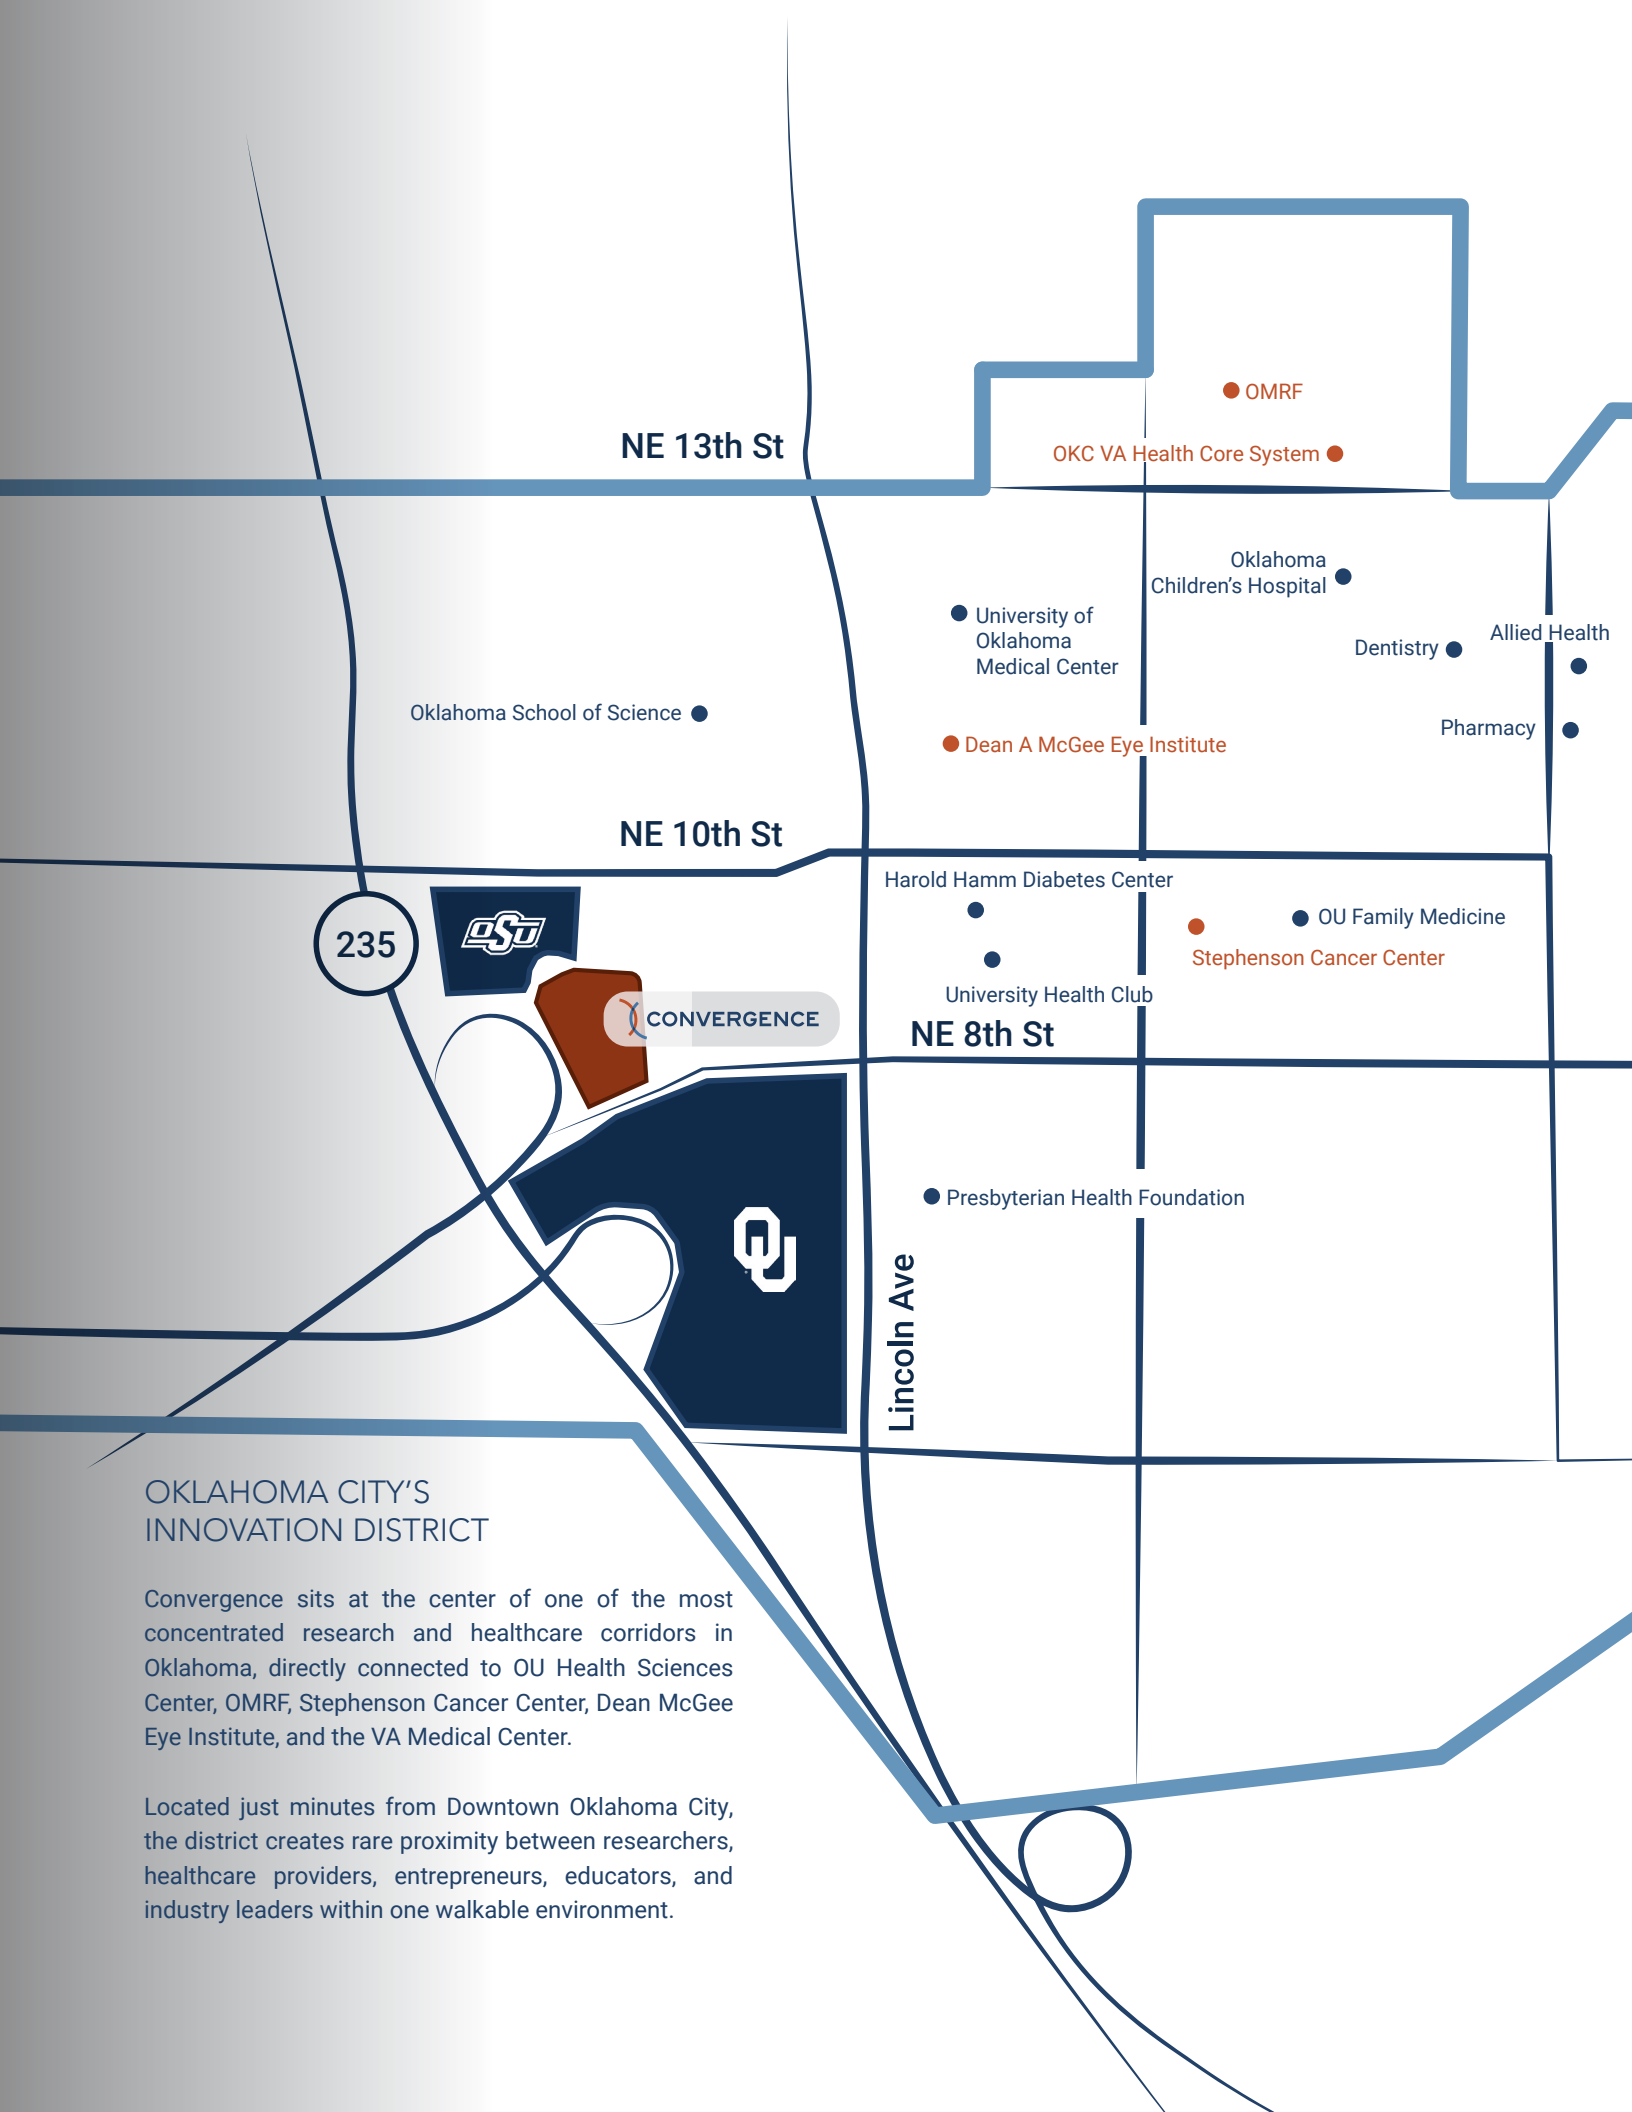 OMRF
NE 13th St
OKC VA Health Core System
Oklahoma
Children’s Hospital
University of
Oklahoma
Medical Center
Allied Health
Dentistry
Oklahoma School of Science
Pharmacy
Dean A McGee Eye Institute
NE 10th St
Harold Hamm Diabetes Center
235
OSU
OU Family Medicine
Stephenson Cancer Center
University Health Club
CONVERGENCE
NE 8th St
Presbyterian Health Foundation
OU
Lincoln Ave
OKLAHOMA CITY’S
INNOVATION DISTRICT
Convergence sits at the center of one of the most
concentrated research and healthcare corridors in
Oklahoma, directly connected to OU Health Sciences
Center, OMRF, Stephenson Cancer Center, Dean McGee
Eye Institute, and the VA Medical Center.
Located just minutes from Downtown Oklahoma City,
the district creates rare proximity between researchers,
healthcare providers, entrepreneurs, educators, and
industry leaders within one walkable environment.